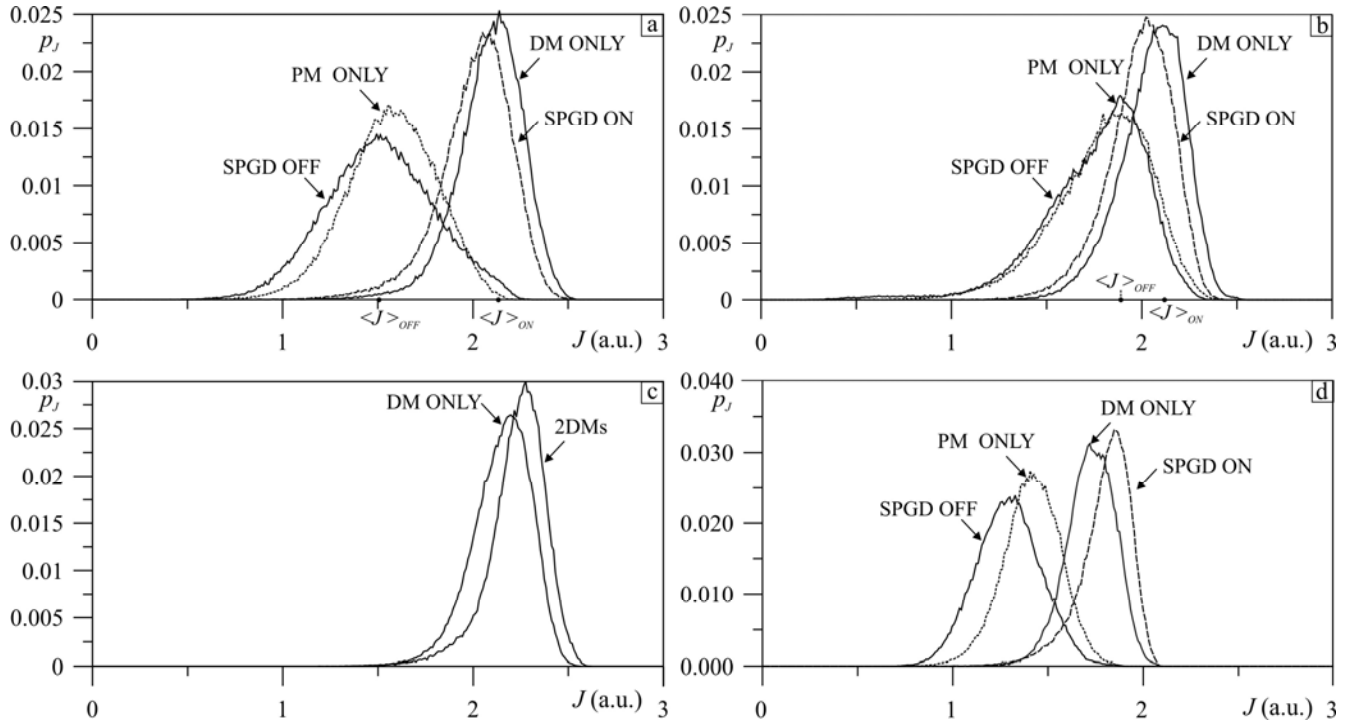 0.025
p_J
0.02
0.015
0.01
0.005
0
a
DM ONLY
PM ONLY
SPGD ON
SPGD OFF
<J>_OFF
<J>_ON
0
1
2
J (a.u.)
3
0.025
p_J
0.02
0.015
0.01
0.005
0
b
DM ONLY
PM ONLY
SPGD ON
SPGD OFF
<J>_OFF
<J>_ON
0
1
2
J (a.u.)
3
0.03
p_J
0.025
0.02
0.015
0.01
0.005
0
c
DM ONLY
2DMs
0
1
2
J (a.u.)
3
0.040
p_J
0.030
0.020
0.010
0.000
d
DM ONLY
PM ONLY
SPGD ON
SPGD OFF
0
1
2
J (a.u.)
3